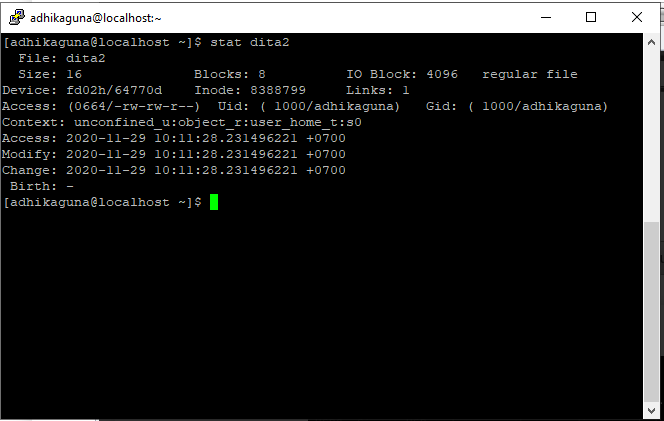 adhikaguna@localhost:~
[adhikaguna@localhost ~]$ stat dita2
  File: dita2
  Size: 16              Blocks: 8          IO Block: 4096   regular file
Device: fd02h/64770d    Inode: 8388799     Links: 1
Access: (0664/-rw-rw-r--)  Uid: ( 1000/adhikaguna)   Gid: ( 1000/adhikaguna)
Context: unconfined_u:object_r:user_home_t:s0
Access: 2020-11-29 10:11:28.231496221 +0700
Modify: 2020-11-29 10:11:28.231496221 +0700
Change: 2020-11-29 10:11:28.231496221 +0700
 Birth: -
[adhikaguna@localhost ~]$